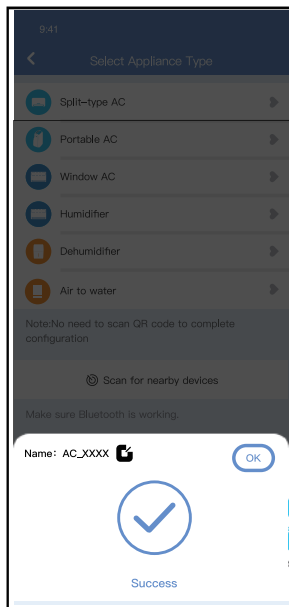 9:41
Select Appliance Type
Split-type AC
Portable AC
Window AC
Humidifier
Dehumidifier
Air to water
Note:No need to scan QR code to complete
configuration
Scan for nearby devices
Make sure Bluetooth is working.
Name: AC_XXXX
OK
Success